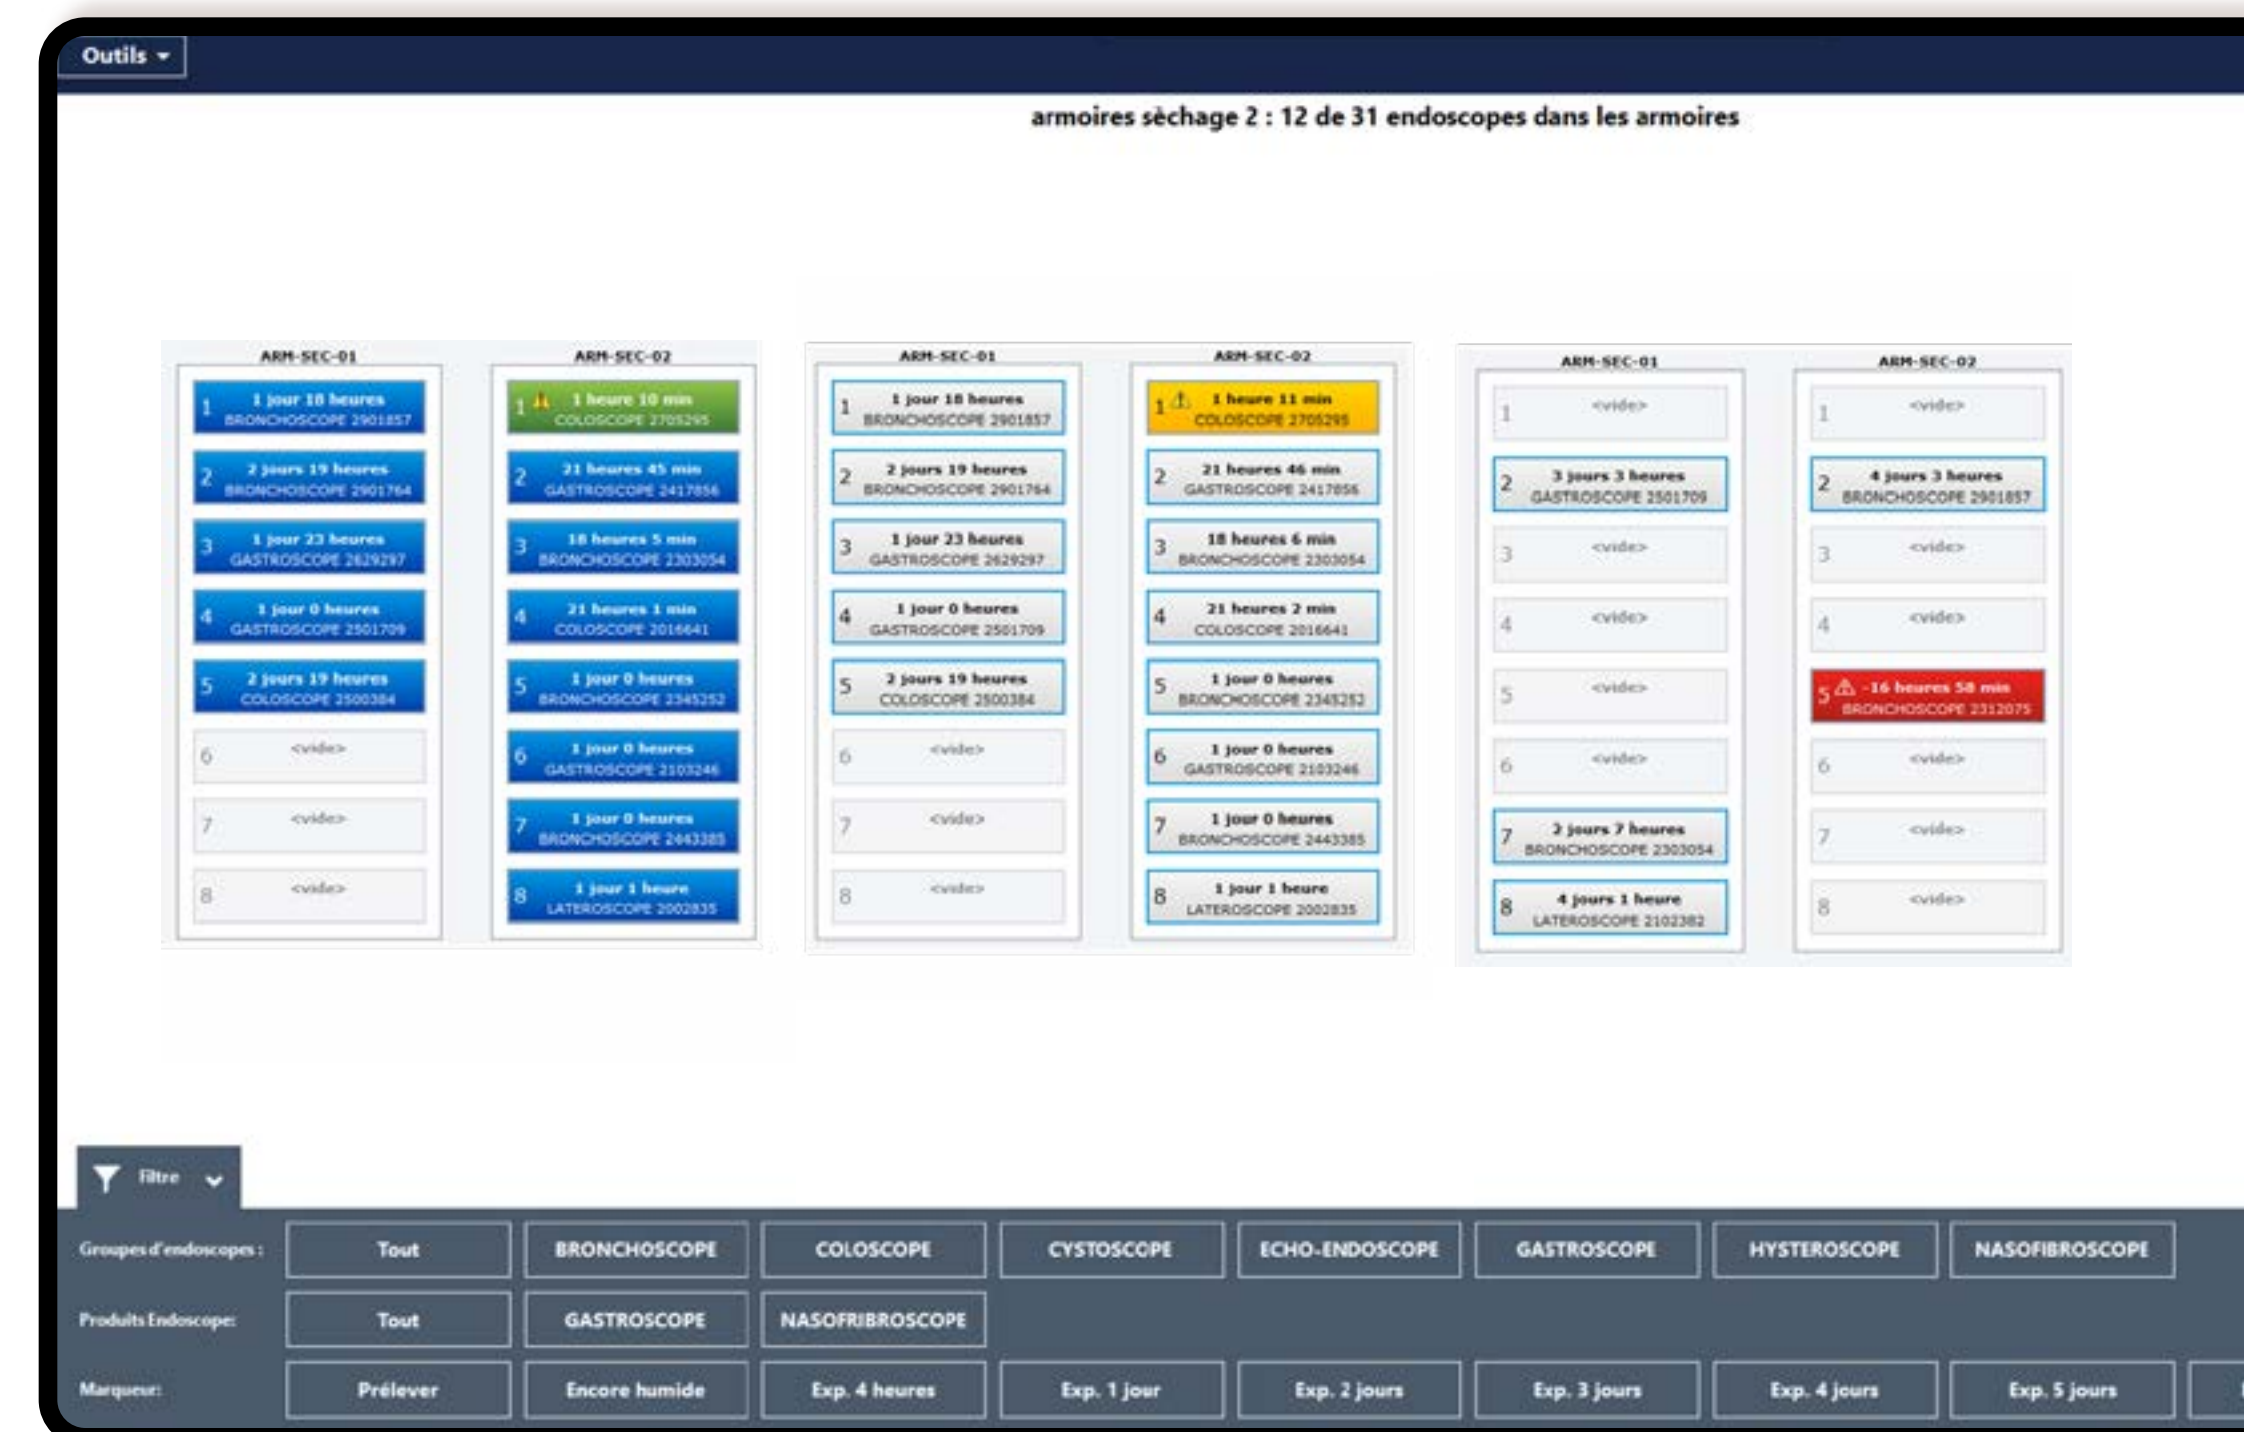 Outils
armoires sèchage 2 : 12 de 31 endoscopes dans les armoires
ARM-SEC-01
1 1 jour 18 heures
BRONCHOSCOPE 2901857
2 2 jours 19 heures
BRONCHOSCOPE 2901764
3 1 jour 23 heures
GASTROSCOPE 2629297
4 1 jour 0 heures
GASTROSCOPE 2501709
5 2 jours 19 heures
COLOSCOPE 2500384
6 <vide>
7 <vide>
8 <vide>
ARM-SEC-02
1 1 heure 10 min
COLOSCOPE 2705295
2 21 heures 45 min
GASTROSCOPE 2417856
3 18 heures 5 min
BRONCHOSCOPE 2303054
4 21 heures 1 min
COLOSCOPE 2016641
5 1 jour 0 heures
BRONCHOSCOPE 2345252
6 1 jour 0 heures
GASTROSCOPE 2103246
7 1 jour 0 heures
BRONCHOSCOPE 2443385
8 1 jour 1 heure
LATEROSCOPE 2002835
ARM-SEC-01
1 1 jour 18 heures
BRONCHOSCOPE 2901857
2 2 jours 19 heures
BRONCHOSCOPE 2901764
3 1 jour 23 heures
GASTROSCOPE 2629297
4 1 jour 0 heures
GASTROSCOPE 2501709
5 2 jours 19 heures
COLOSCOPE 2500384
6 <vide>
7 <vide>
8 <vide>
ARM-SEC-02
1 1 heure 11 min
COLOSCOPE 2705295
2 21 heures 46 min
GASTROSCOPE 2417856
3 18 heures 6 min
BRONCHOSCOPE 2303054
4 21 heures 2 min
COLOSCOPE 2016641
5 1 jour 0 heures
BRONCHOSCOPE 2345252
6 1 jour 0 heures
GASTROSCOPE 2103246
7 1 jour 0 heures
BRONCHOSCOPE 2443385
8 1 jour 1 heure
LATEROSCOPE 2002835
ARM-SEC-01
1 <vide>
2 3 jours 3 heures
GASTROSCOPE 2501709
3 <vide>
4 <vide>
5 <vide>
6 <vide>
7 2 jours 7 heures
BRONCHOSCOPE 2303054
8 4 jours 1 heure
LATEROSCOPE 2102382
ARM-SEC-02
1 <vide>
2 4 jours 3 heures
BRONCHOSCOPE 2901857
3 <vide>
4 <vide>
5 -16 heures 58 min
BRONCHOSCOPE 2312075
6 <vide>
7 <vide>
8 <vide>
Filtre
Groupes d'endoscopes : Tout BRONCHOSCOPE COLOSCOPE CYSTOSCOPE ECHO-ENDOSCOPE GASTROSCOPE HYSTEROSCOPE NASOFIBROSCOPE
Produits Endoscope: Tout GASTROSCOPE NASOFRIBROSCOPE
Marqueur: Prélever Encore humide Exp. 4 heures Exp. 1 jour Exp. 2 jours Exp. 3 jours Exp. 4 jours Exp. 5 jours